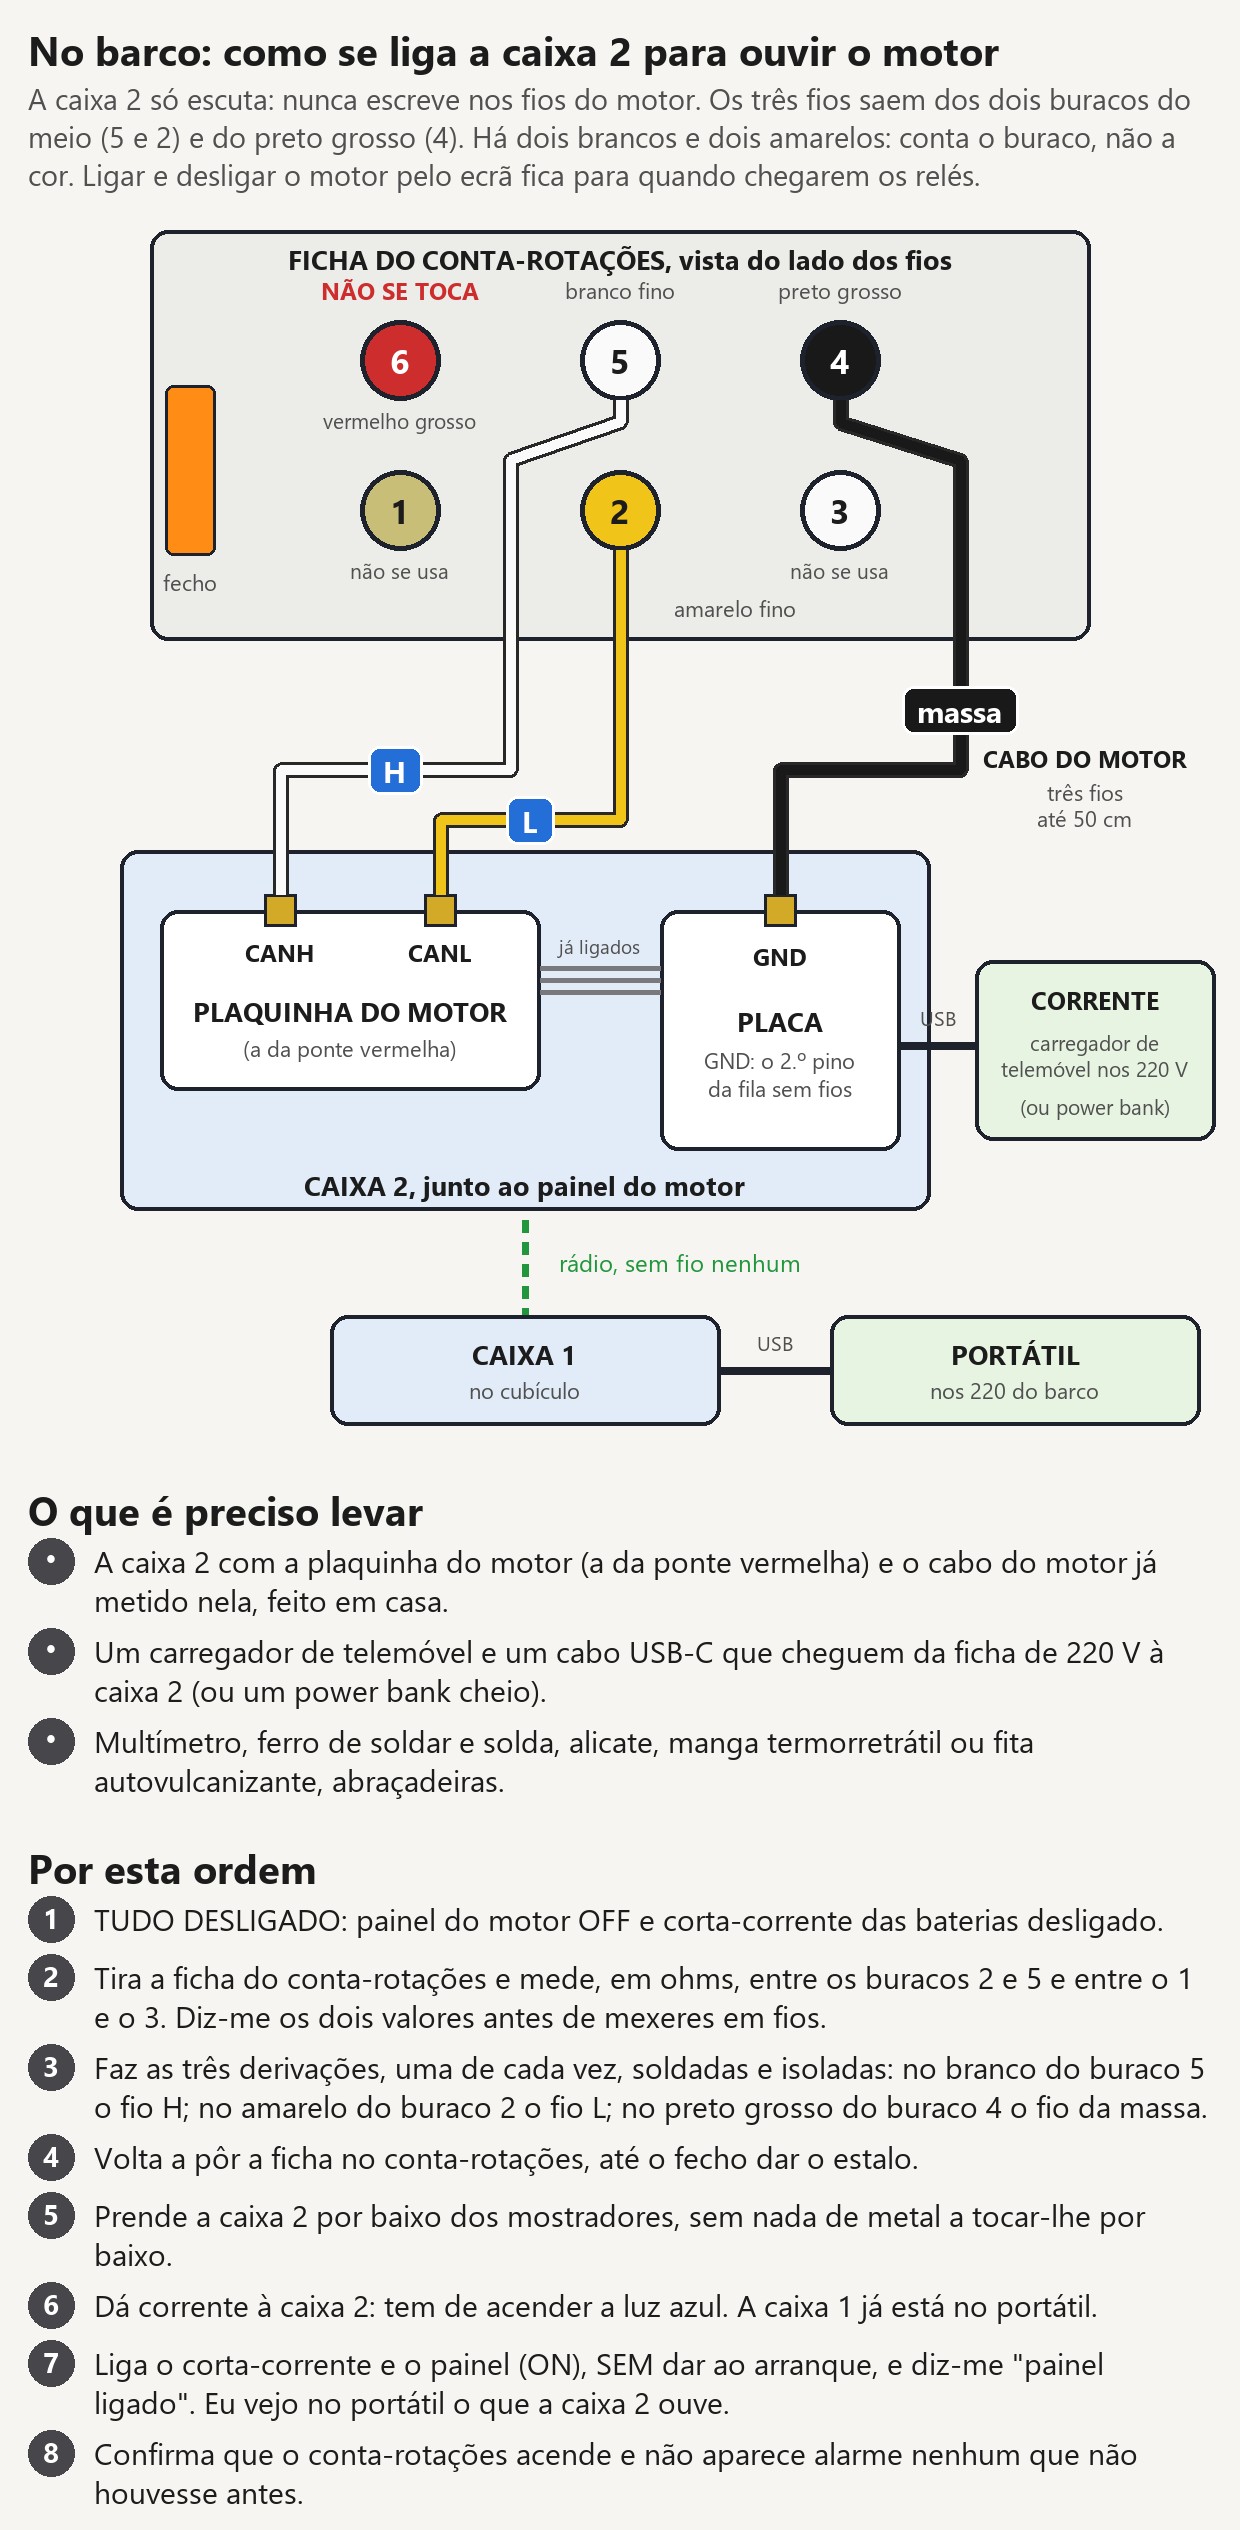 No barco: como se liga a caixa 2 para ouvir o motor
A caixa 2 só escuta: nunca escreve nos fios do motor. Os três fios saem dos dois buracos do
meio (5 e 2) e do preto grosso (4). Há dois brancos e dois amarelos: conta o buraco, não a
cor. Ligar e desligar o motor pelo ecrã fica para quando chegarem os relés.
FICHA DO CONTA-ROTAÇÕES, vista do lado dos fios
NÃO SE TOCA
branco fino
preto grosso
6
5
4
vermelho grosso
1
2
3
não se usa
não se usa
fecho
amarelo fino
massa
H
CABO DO MOTOR
três fios
até 50 cm
L
CANH
CANL
já ligados
GND
PLAQUINHA DO MOTOR
(a da ponte vermelha)
PLACA
GND: o 2.º pino
da fila sem fios
USB
CORRENTE
carregador de
telemóvel nos 220 V
(ou power bank)
CAIXA 2, junto ao painel do motor
rádio, sem fio nenhum
CAIXA 1
no cubículo
USB
PORTÁTIL
nos 220 do barco
O que é preciso levar
• A caixa 2 com a plaquinha do motor (a da ponte vermelha) e o cabo do motor já
metido nela, feito em casa.
• Um carregador de telemóvel e um cabo USB-C que cheguem da ficha de 220 V à
caixa 2 (ou um power bank cheio).
• Multímetro, ferro de soldar e solda, alicate, manga termorretrátil ou fita
autovulcanizante, abraçadeiras.
Por esta ordem
1 TUDO DESLIGADO: painel do motor OFF e corta-corrente das baterias desligado.
2 Tira a ficha do conta-rotações e mede, em ohms, entre os buracos 2 e 5 e entre o 1
e o 3. Diz-me os dois valores antes de mexeres em fios.
3 Faz as três derivações, uma de cada vez, soldadas e isoladas: no branco do buraco 5
o fio H; no amarelo do buraco 2 o fio L; no preto grosso do buraco 4 o fio da massa.
4 Volta a pôr a ficha no conta-rotações, até o fecho dar o estalo.
5 Prende a caixa 2 por baixo dos mostradores, sem nada de metal a tocar-lhe por
baixo.
6 Dá corrente à caixa 2: tem de acender a luz azul. A caixa 1 já está no portátil.
7 Liga o corta-corrente e o painel (ON), SEM dar ao arranque, e diz-me "painel
ligado". Eu vejo no portátil o que a caixa 2 ouve.
8 Confirma que o conta-rotações acende e não aparece alarme nenhum que não
houvesse antes.